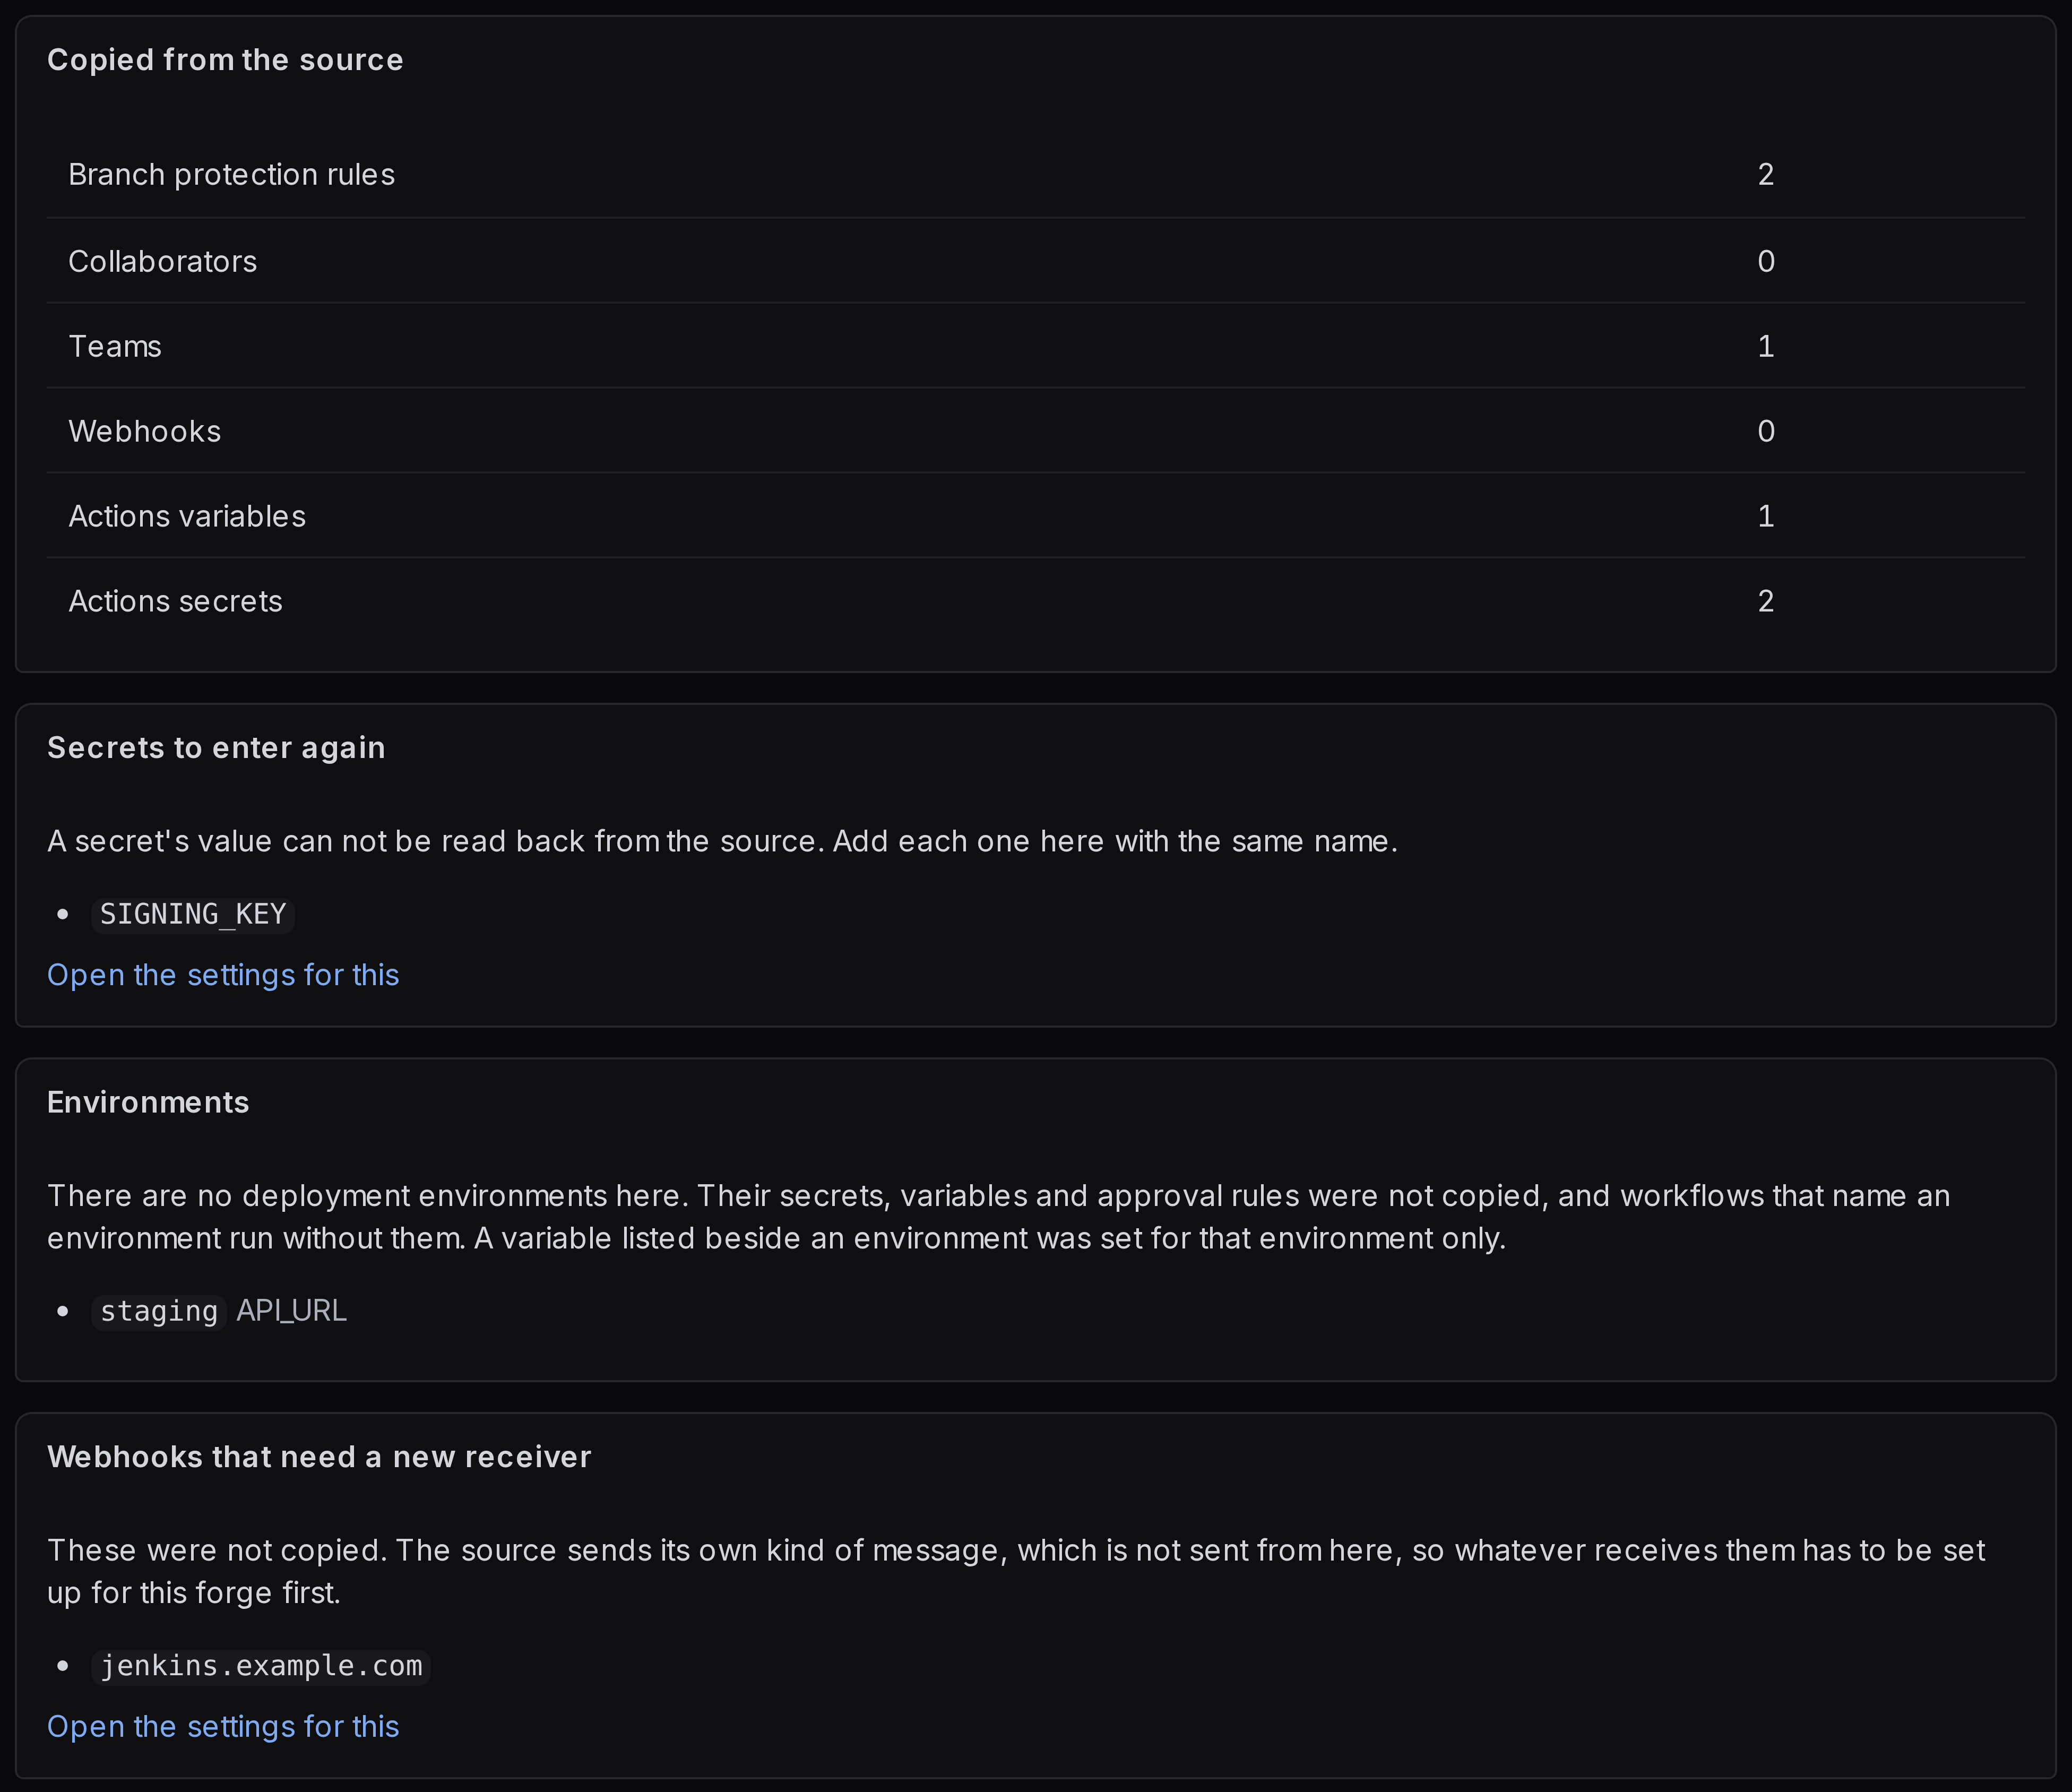 Copied from the source
Branch protection rules 2
Collaborators 0
Teams 1
Webhooks 0
Actions variables 1
Actions secrets 2
Secrets to enter again
A secret's value can not be read back from the source. Add each one here with the same name.
• SIGNING_KEY
Open the settings for this
Environments
There are no deployment environments here. Their secrets, variables and approval rules were not copied, and workflows that name an
environment run without them. A variable listed beside an environment was set for that environment only.
• staging API_URL
Webhooks that need a new receiver
These were not copied. The source sends its own kind of message, which is not sent from here, so whatever receives them has to be set
up for this forge first.
• jenkins.example.com
Open the settings for this